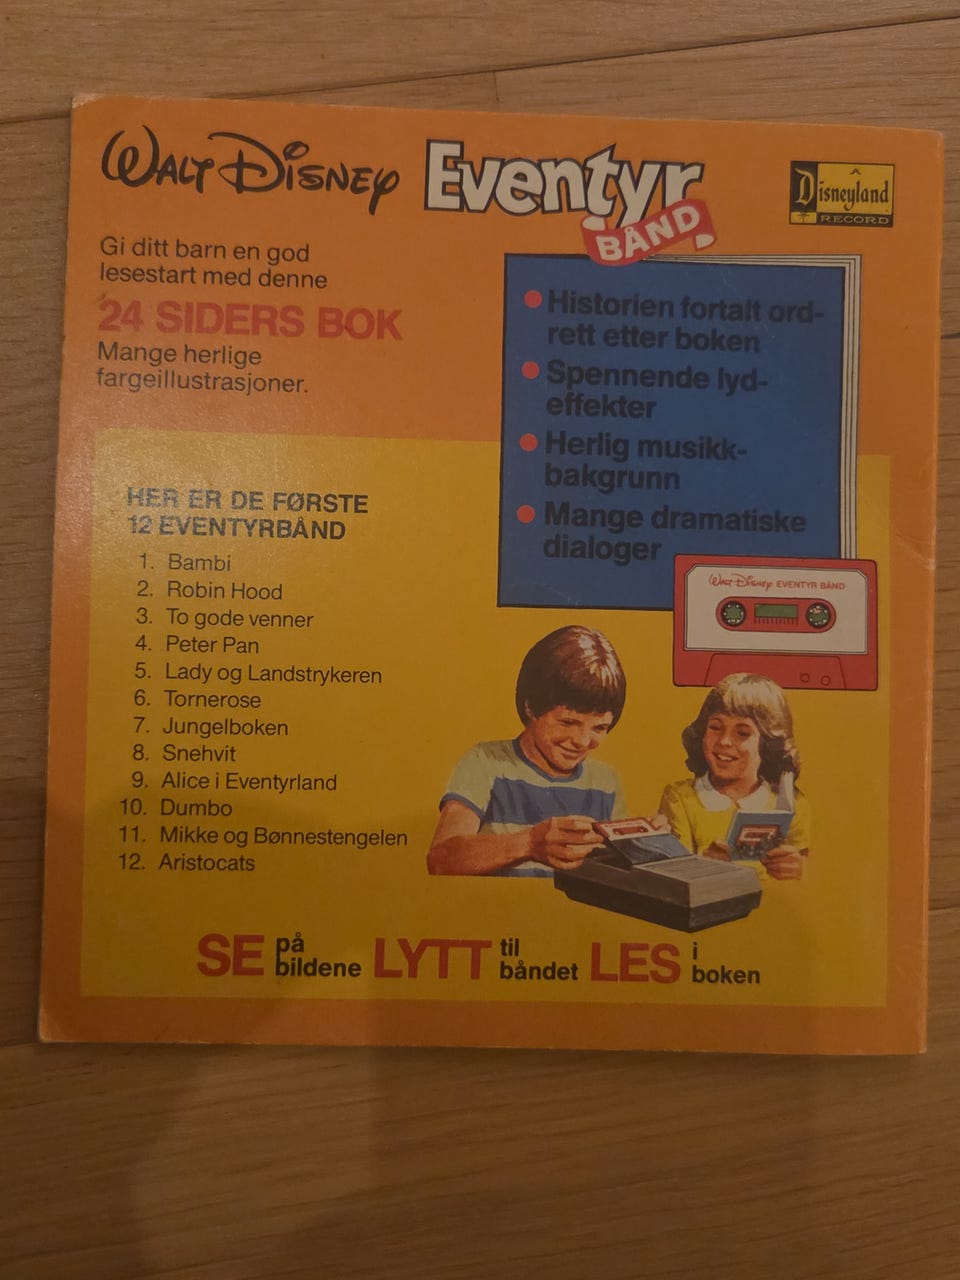 WALT DISNEY Eventyr
BÅND
Disneyland
RECORD
Gi ditt barn en god
lesestart med denne
24 SIDERS BOK
Mange herlige
fargeillustrasjoner.
Historien fortalt ord-
rett etter boken
Spennende lyd-
effekter
Herlig musikk-
bakgrunn
Mange dramatiske
dialoger
WALT DISNEY EVENTYR BÅND
HER ER DE FØRSTE
12 EVENTYRBÅND
1. Bambi
2. Robin Hood
3. To gode venner
4. Peter Pan
5. Lady og Landstrykeren
6. Tornerose
7. Jungelboken
8. Snehvit
9. Alice i Eventyrland
10. Dumbo
11. Mikke og Bønnestengelen
12. Aristocats
SE på bildene LYTT til båndet LES i boken